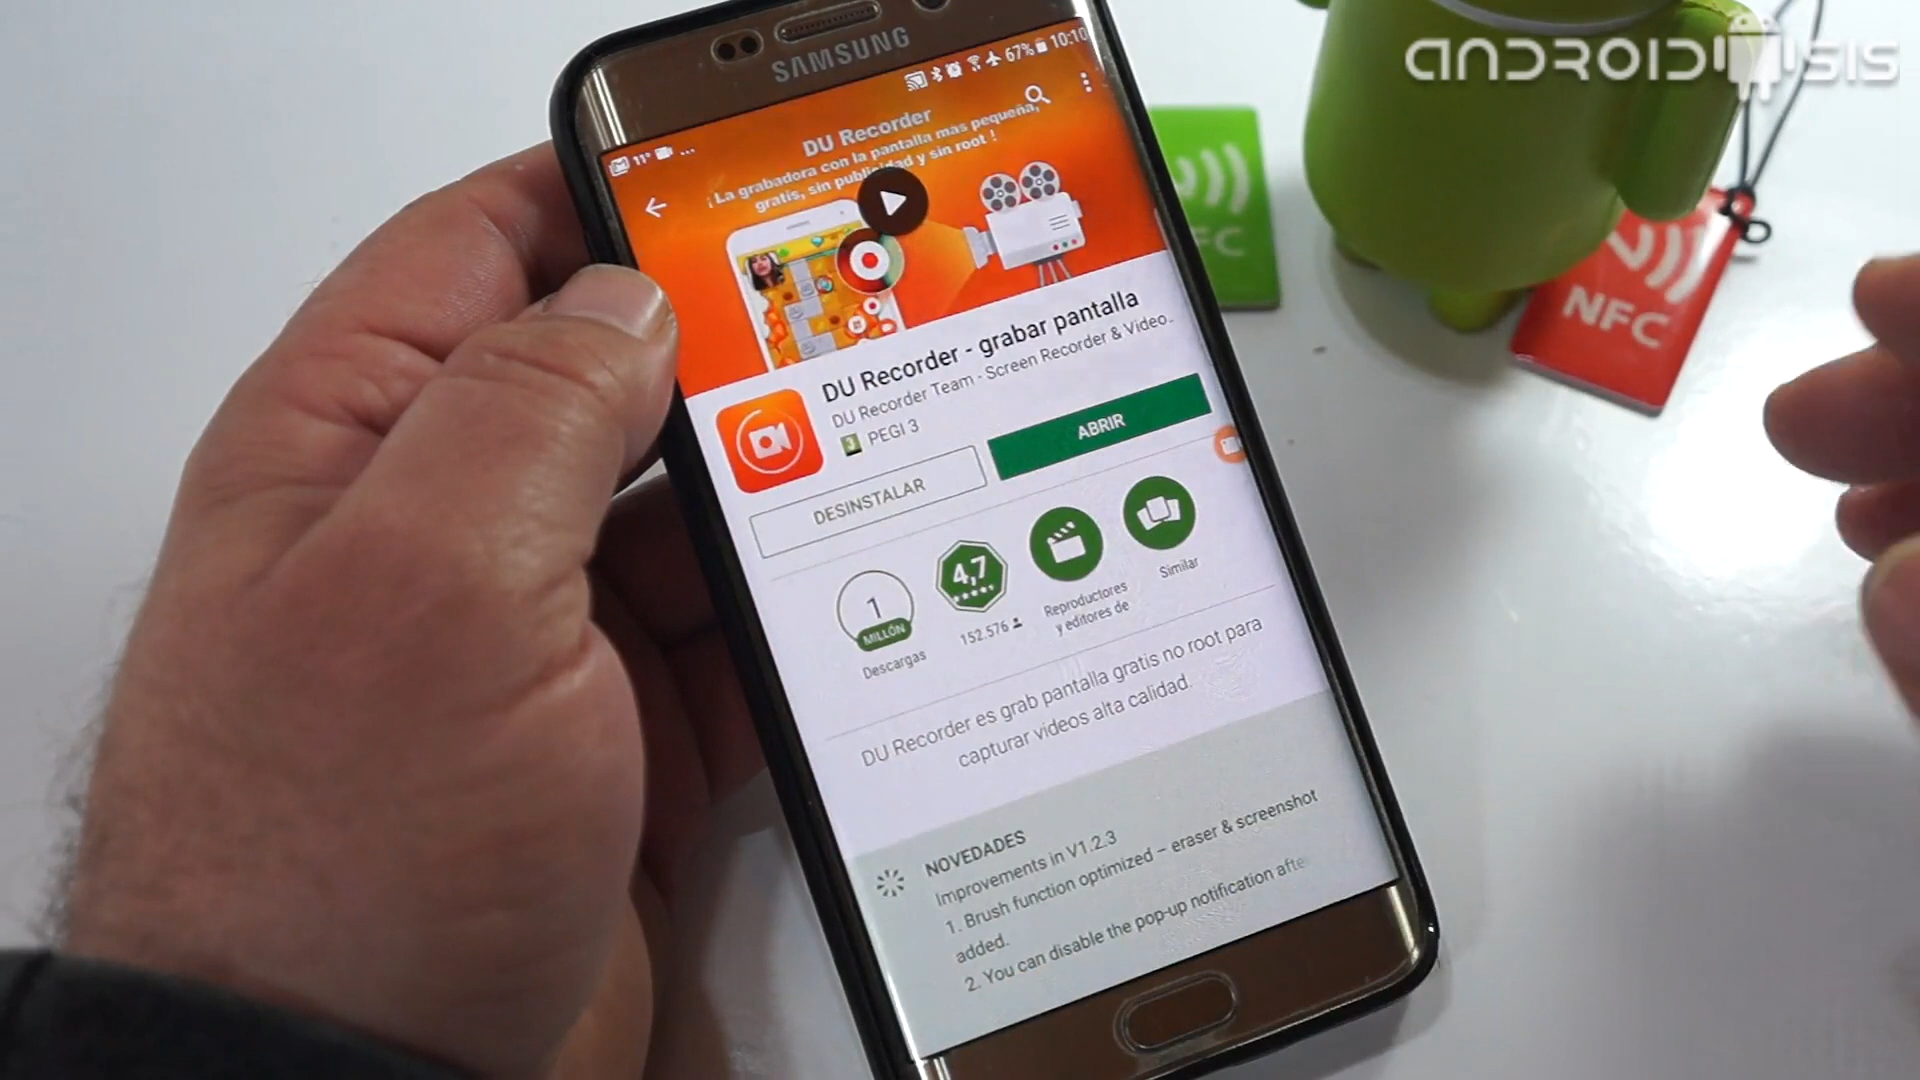 ANDROIDSIS
SAMSUNG
11° ... 67% 10:10
DU Recorder
¡La grabadora con la pantalla más pequeña,
gratis, sin publicidad y sin root!
DU Recorder - grabar pantalla
DU Recorder Team - Screen Recorder & Video..
3 PEGI 3
DESINSTALAR
ABRIR
1
MILLÓN
Descargas
4,7
152.576
Reproductores
y editores de
Similar
DU Recorder es grab pantalla gratis no root para
capturar videos alta calidad.
NOVEDADES
Improvements in V1.2.3
1. Brush function optimized – eraser & screenshot
added.
2. You can disable the pop-up notification afte
NFC
NFC